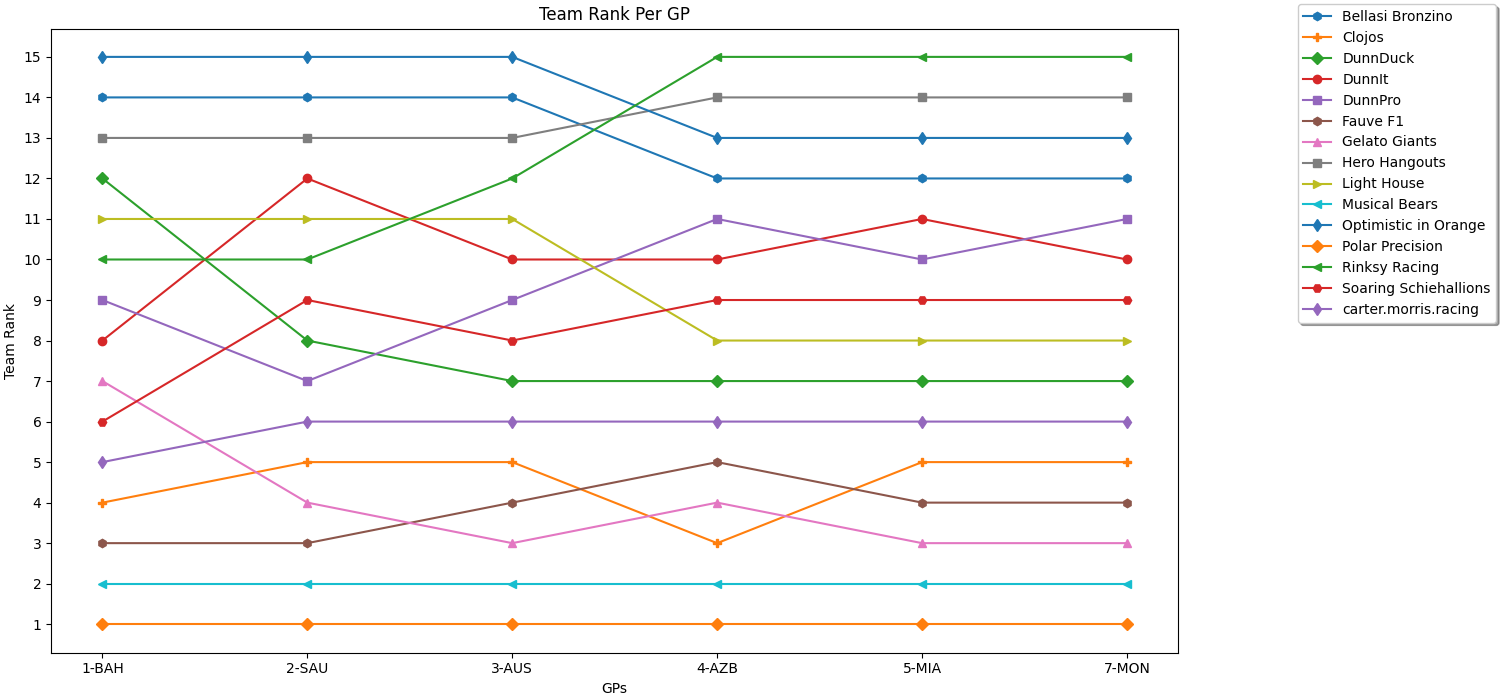 Team Rank Per GP
Team Rank
15
14
13
12
11
10
9
8
7
6
5
4
3
2
1
1-BAH
2-SAU
3-AUS
4-AZB
5-MIA
7-MON
GPs
Bellasi Bronzino
Clojos
DunnDuck
DunnIt
DunnPro
Fauve F1
Gelato Giants
Hero Hangouts
Light House
Musical Bears
Optimistic in Orange
Polar Precision
Rinksy Racing
Soaring Schiehallions
carter.morris.racing